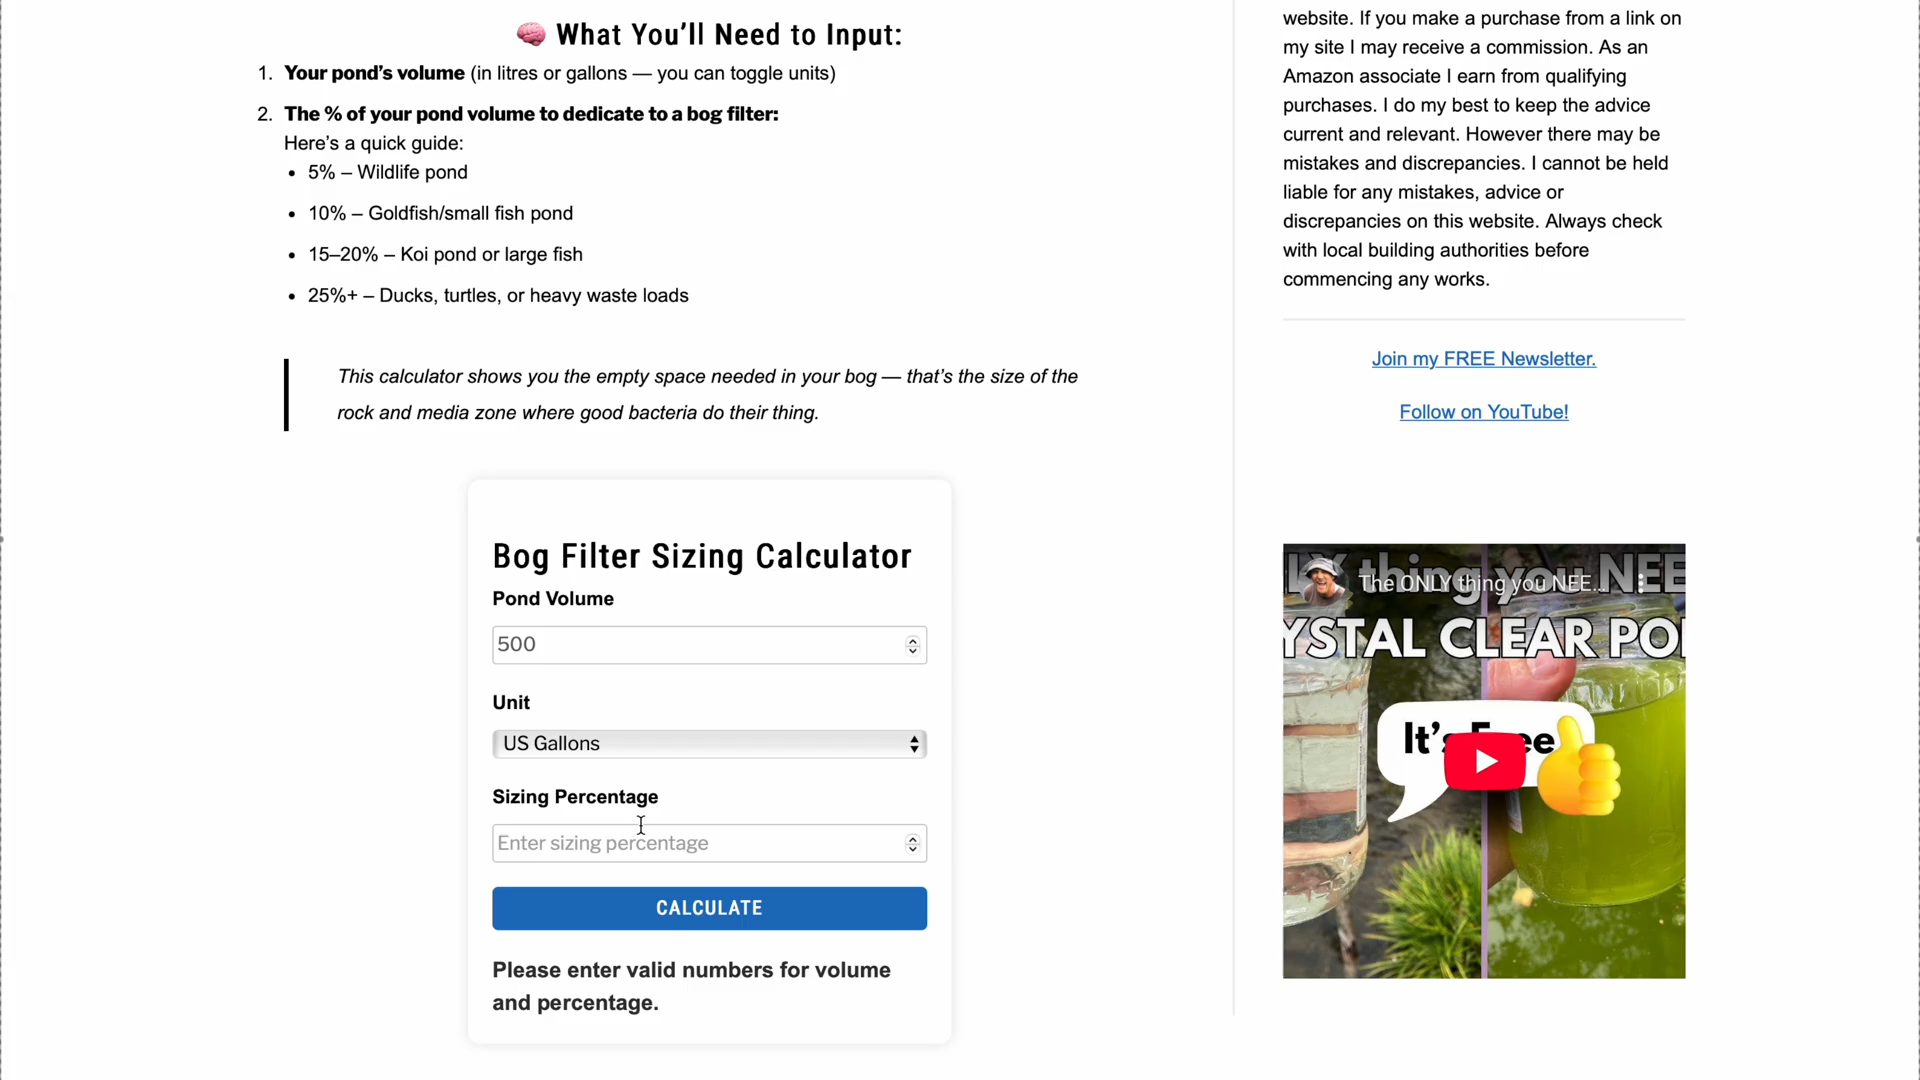 What You'll Need to Input:
1. Your pond's volume (in litres or gallons — you can toggle units)
2. The % of your pond volume to dedicate to a bog filter:
Here's a quick guide:
• 5% – Wildlife pond
• 10% – Goldfish/small fish pond
• 15–20% – Koi pond or large fish
• 25%+ – Ducks, turtles, or heavy waste loads
This calculator shows you the empty space needed in your bog — that's the size of the
rock and media zone where good bacteria do their thing.
Bog Filter Sizing Calculator
Pond Volume
500
Unit
US Gallons
Sizing Percentage
Enter sizing percentage
CALCULATE
Please enter valid numbers for volume
and percentage.
website. If you make a purchase from a link on
my site I may receive a commission. As an
Amazon associate I earn from qualifying
purchases. I do my best to keep the advice
current and relevant. However there may be
mistakes and discrepancies. I cannot be held
liable for any mistakes, advice or
discrepancies on this website. Always check
with local building authorities before
commencing any works.
Join my FREE Newsletter.
Follow on YouTube!
The ONLY thing you NEE...
LY thing you NEE
YSTAL CLEAR PO
It's